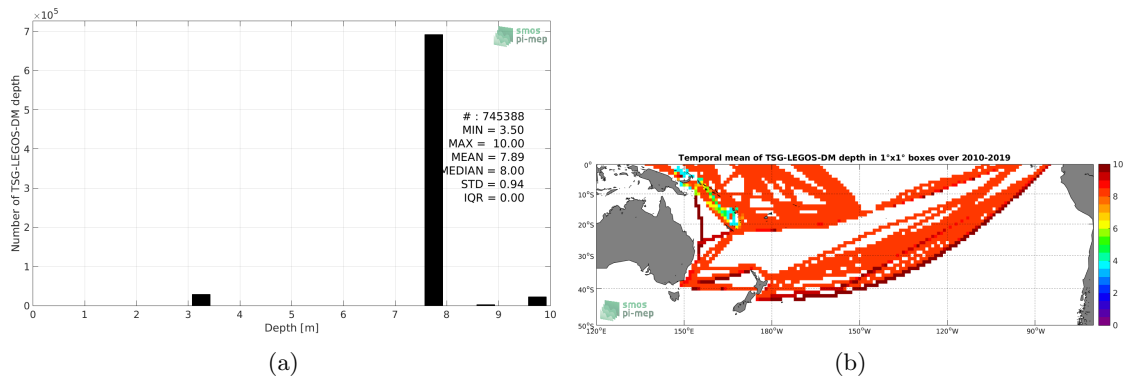 ×10⁵
7
6
5
4
3
2
1
0
Number of TSG-LEGOS-DM depth
smos
pi-mep
# : 745388
MIN = 3.50
MAX = 10.00
MEAN = 7.89
MEDIAN = 8.00
STD = 0.94
IQR = 0.00
0 1 2 3 4 5 6 7 8 9 10
Depth [m]
(a)
Temporal mean of TSG-LEGOS-DM depth in 1°x1° boxes over 2010-2019
0°
10°S
20°S
30°S
40°S
50°S
120°E 150°E 180°W 150°W 120°W 90°W
10
8
6
4
2
0
smos
pi-mep
(b)